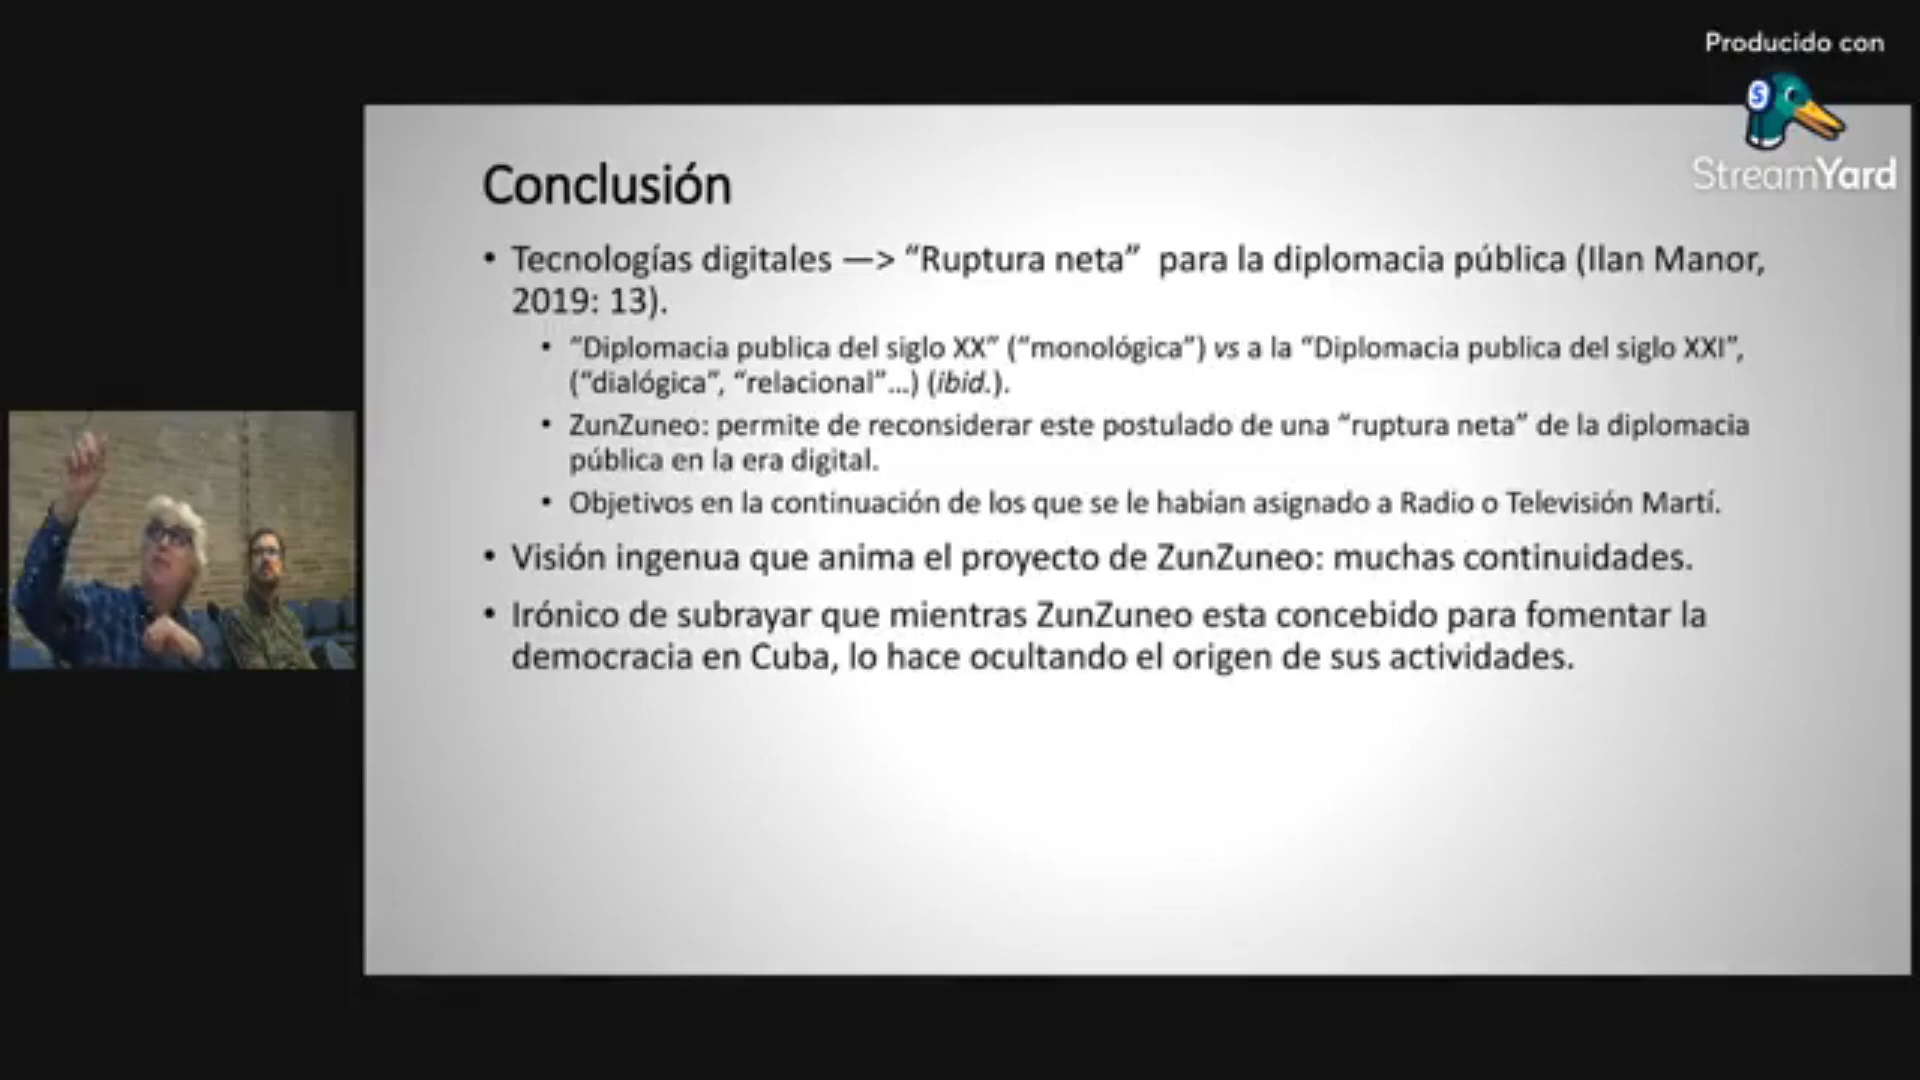 Producido con
StreamYard
Conclusión
• Tecnologías digitales —> “Ruptura neta” para la diplomacia pública (Ilan Manor,
2019: 13).
• “Diplomacia publica del siglo XX” (“monológica”) vs a la “Diplomacia publica del siglo XXI”,
(“dialógica”, “relacional”...) (ibid.).
• ZunZuneo: permite de reconsiderar este postulado de una “ruptura neta” de la diplomacia
pública en la era digital.
• Objetivos en la continuación de los que se le habían asignado a Radio o Televisión Martí.
• Visión ingenua que anima el proyecto de ZunZuneo: muchas continuidades.
• Irónico de subrayar que mientras ZunZuneo esta concebido para fomentar la
democracia en Cuba, lo hace ocultando el origen de sus actividades.